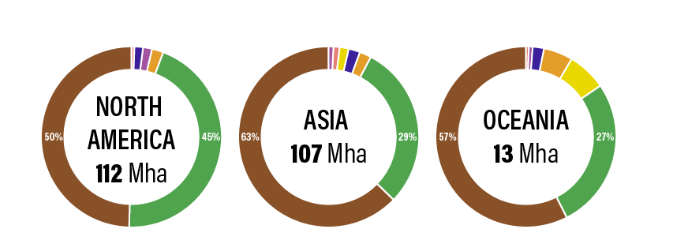 NORTH
AMERICA
112 Mha
50%
45%
ASIA
107 Mha
63%
29%
OCEANIA
13 Mha
57%
27%